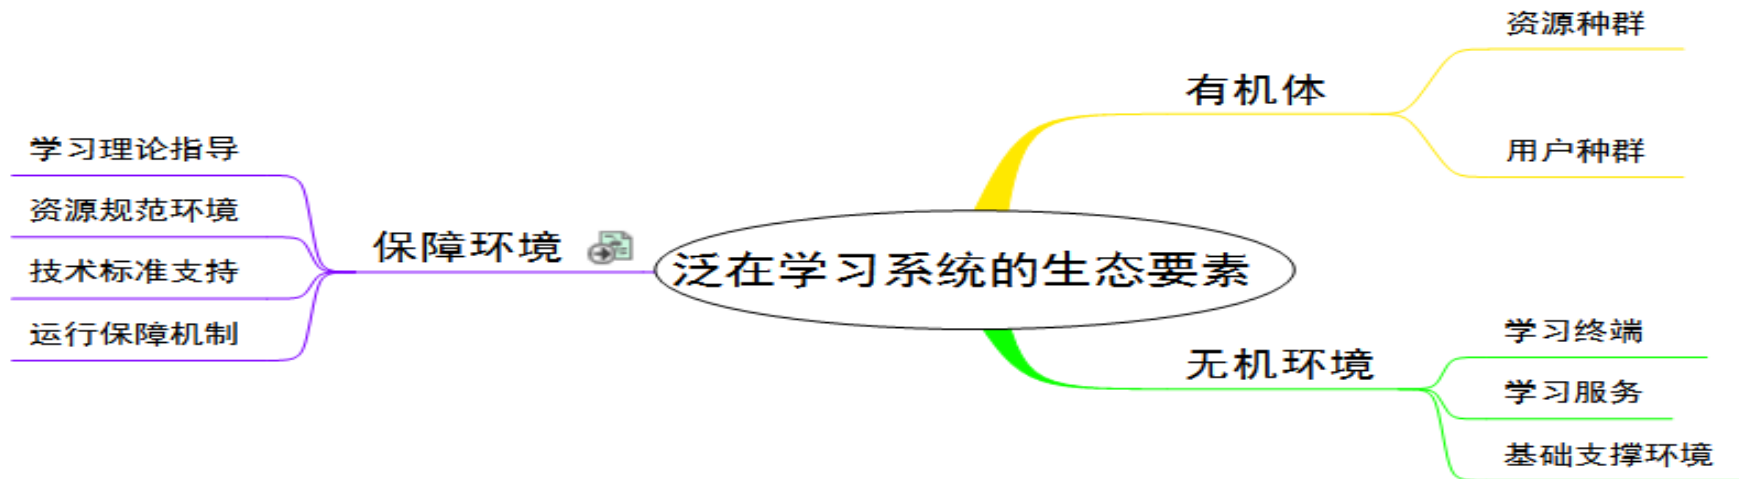 泛在学习系统的生态要素
有机体
资源种群
用户种群
无机环境
学习终端
学习服务
基础支撑环境
保障环境
学习理论指导
资源规范环境
技术标准支持
运行保障机制